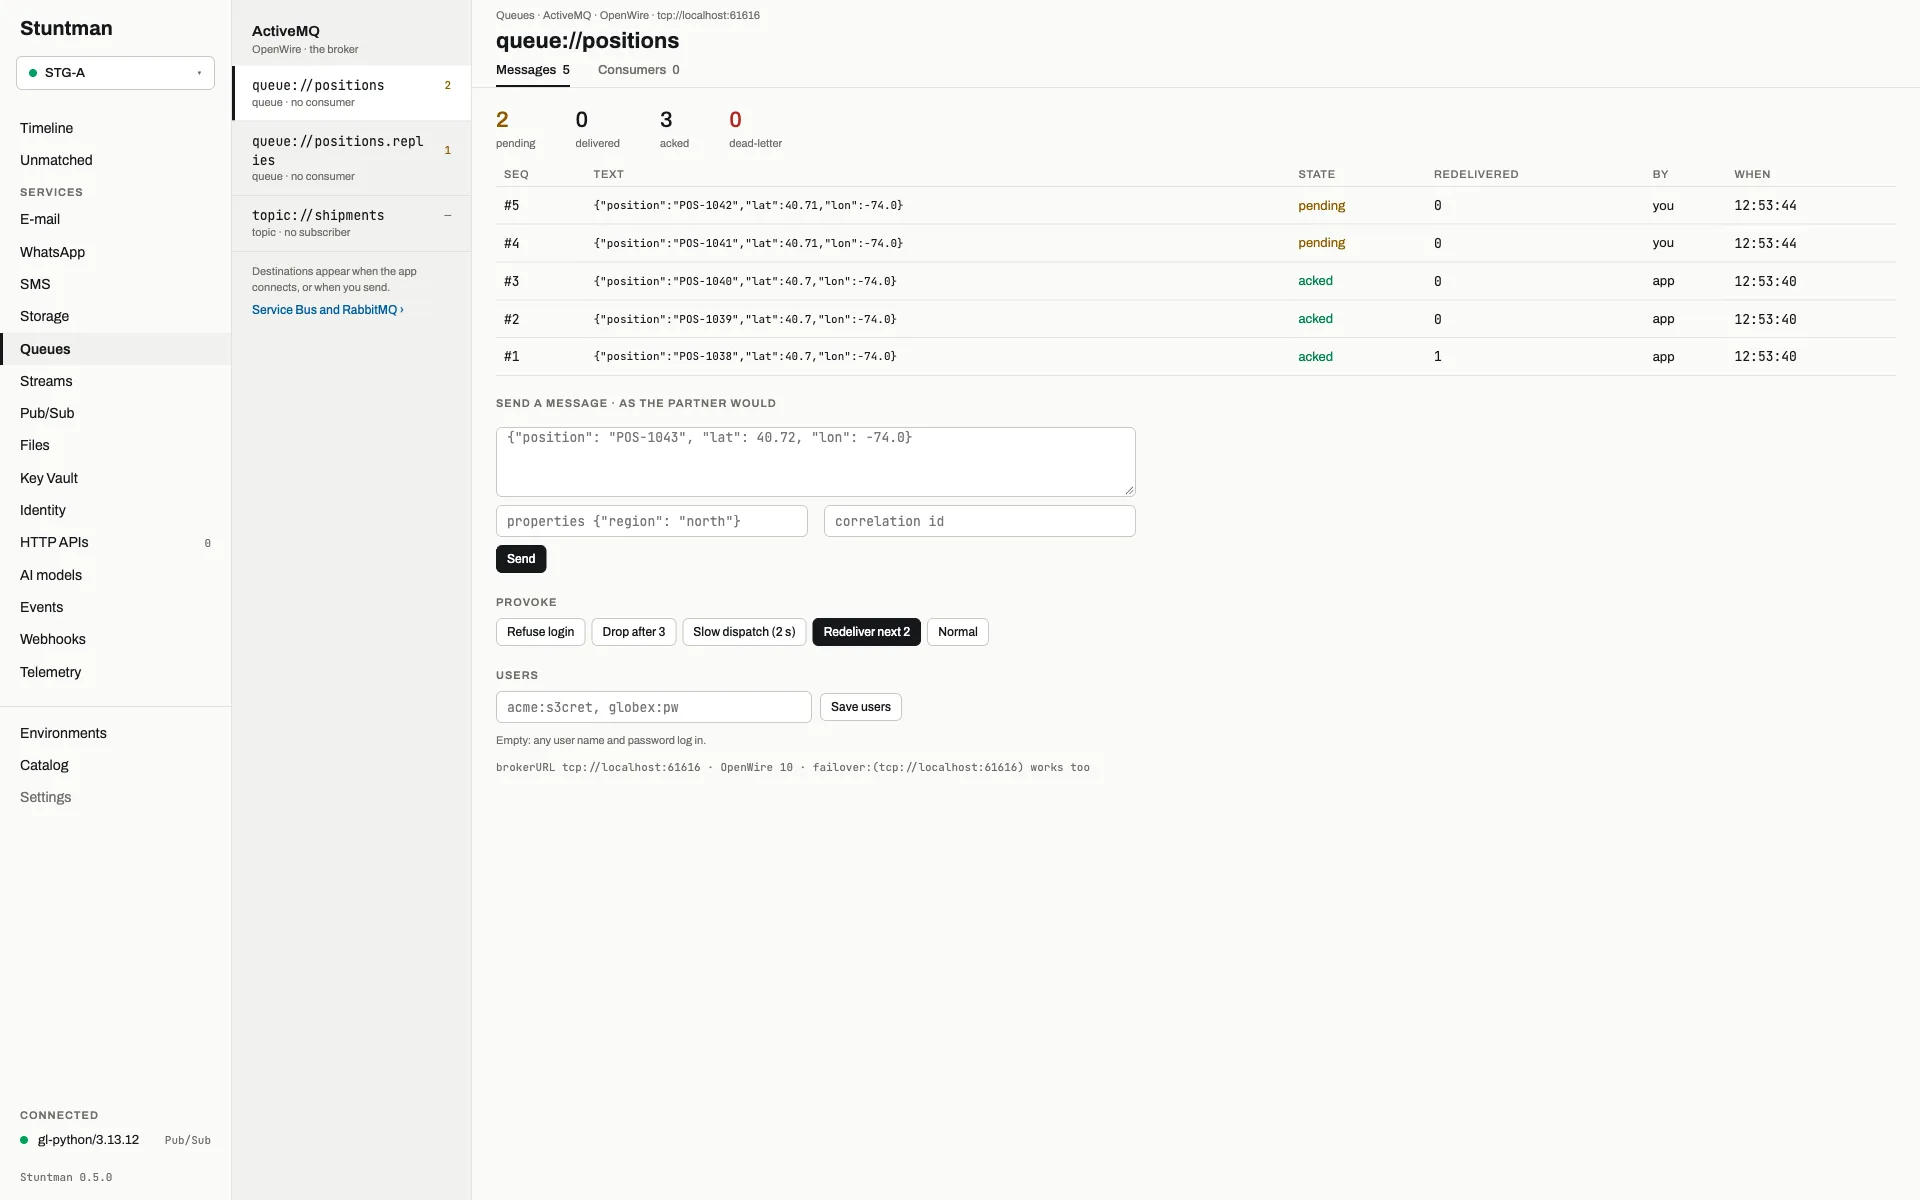 Stuntman
STG-A
Timeline
Unmatched
SERVICES
E-mail
WhatsApp
SMS
Storage
Queues
Streams
Pub/Sub
Files
Key Vault
Identity
HTTP APIs 0
AI models
Events
Webhooks
Telemetry
Environments
Catalog
Settings
CONNECTED
gl-python/3.13.12 Pub/Sub
Stuntman 0.5.0
ActiveMQ
OpenWire · the broker
queue://positions 2
queue · no consumer
queue://positions.repl
ies 1
queue · no consumer
topic://shipments —
topic · no subscriber
Destinations appear when the app
connects, or when you send.
Service Bus and RabbitMQ ›
Queues · ActiveMQ · OpenWire · tcp://localhost:61616
queue://positions
Messages 5 Consumers 0
2 0 3 0
pending delivered acked dead-letter
SEQ TEXT STATE REDELIVERED BY WHEN
#5 {"position":"POS-1042","lat":40.71,"lon":-74.0} pending 0 you 12:53:44
#4 {"position":"POS-1041","lat":40.71,"lon":-74.0} pending 0 you 12:53:44
#3 {"position":"POS-1040","lat":40.7,"lon":-74.0} acked 0 app 12:53:40
#2 {"position":"POS-1039","lat":40.7,"lon":-74.0} acked 0 app 12:53:40
#1 {"position":"POS-1038","lat":40.7,"lon":-74.0} acked 1 app 12:53:40
SEND A MESSAGE · AS THE PARTNER WOULD
{"position": "POS-1043", "lat": 40.72, "lon": -74.0}
properties {"region": "north"} correlation id
Send
PROVOKE
Refuse login Drop after 3 Slow dispatch (2 s) Redeliver next 2 Normal
USERS
acme:s3cret, globex:pw Save users
Empty: any user name and password log in.
brokerURL tcp://localhost:61616 · OpenWire 10 · failover:(tcp://localhost:61616) works too